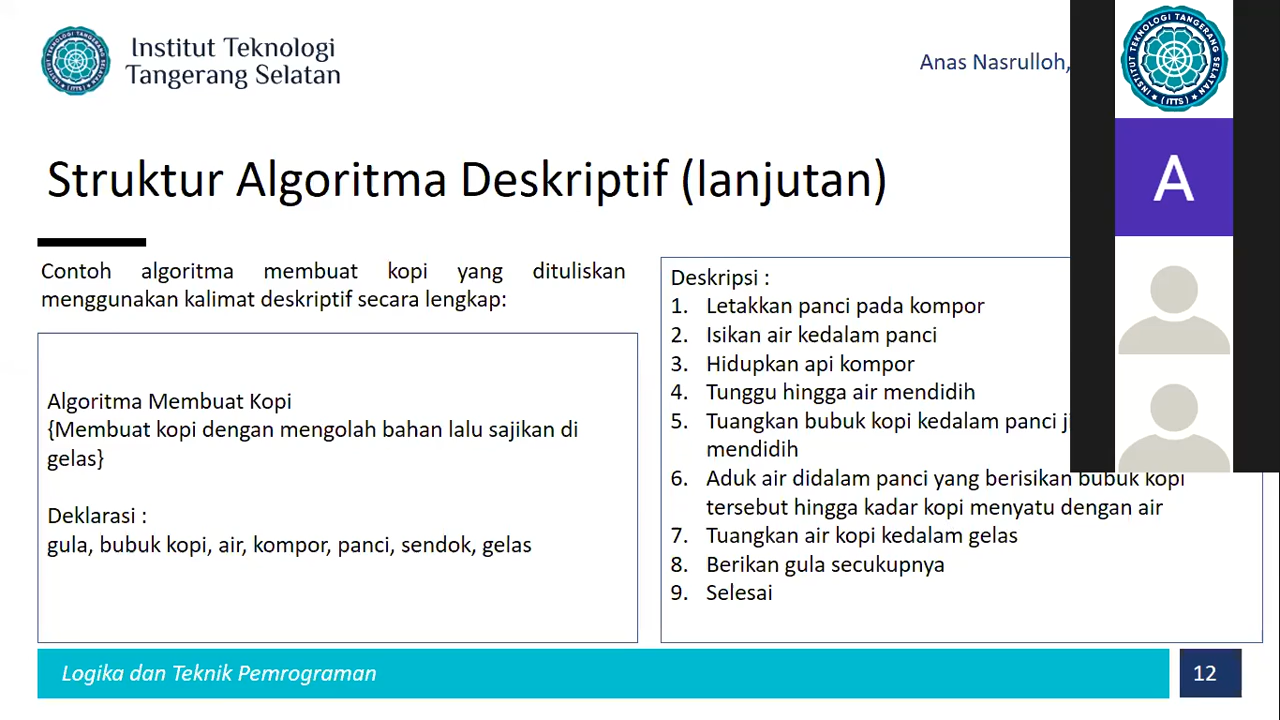 Institut Teknologi
Tangerang Selatan
Anas Nasrulloh,
INSTITUT TEKNOLOGI TANGERANG SELATAN
(ITTS)
A
Struktur Algoritma Deskriptif (lanjutan)
Contoh algoritma membuat kopi yang dituliskan
menggunakan kalimat deskriptif secara lengkap:
Algoritma Membuat Kopi
{Membuat kopi dengan mengolah bahan lalu sajikan di
gelas}
Deklarasi :
gula, bubuk kopi, air, kompor, panci, sendok, gelas
Deskripsi :
1. Letakkan panci pada kompor
2. Isikan air kedalam panci
3. Hidupkan api kompor
4. Tunggu hingga air mendidih
5. Tuangkan bubuk kopi kedalam panci
mendidih
6. Aduk air didalam panci yang berisikan bubuk kopi
tersebut hingga kadar kopi menyatu dengan air
7. Tuangkan air kopi kedalam gelas
8. Berikan gula secukupnya
9. Selesai
Logika dan Teknik Pemrograman
12